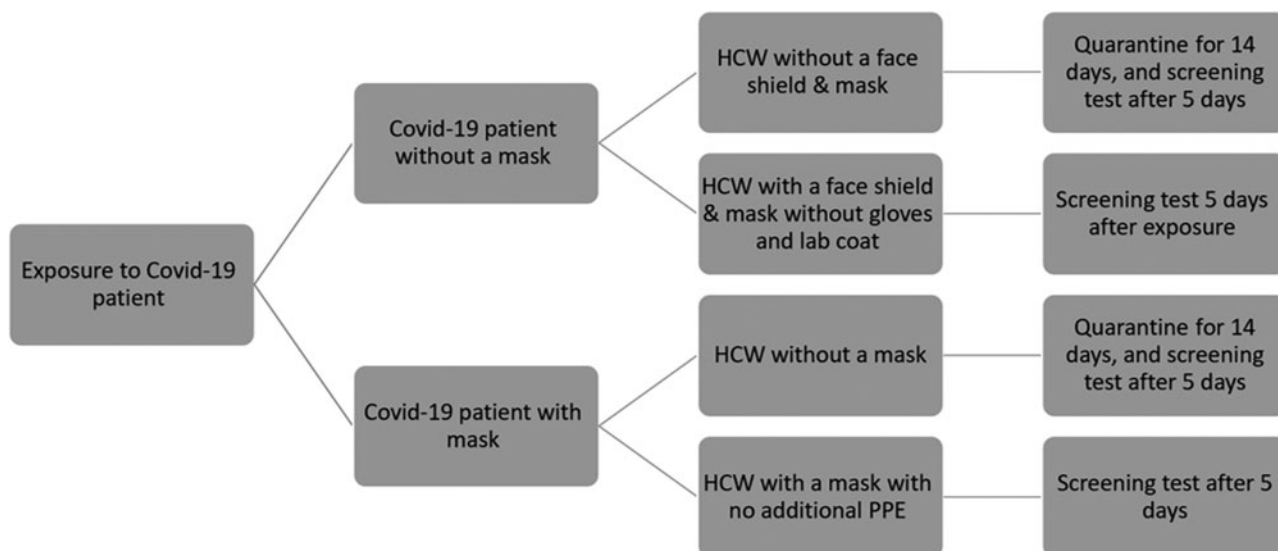 Exposure to Covid-19
patient
Covid-19 patient
without a mask
HCW without a face
shield & mask
Quarantine for 14
days, and screening
test after 5 days
HCW with a face shield
& mask without gloves
and lab coat
Screening test 5 days
after exposure
Covid-19 patient with
mask
HCW without a mask
Quarantine for 14
days, and screening
test after 5 days
HCW with a mask with
no additional PPE
Screening test after 5
days